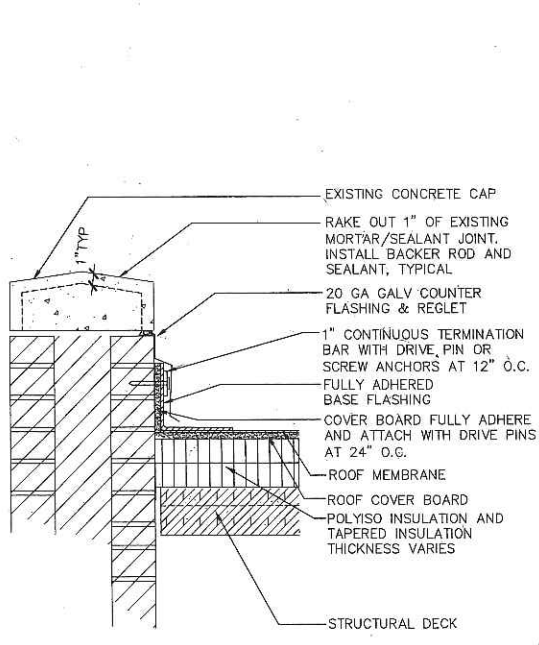 EXISTING CONCRETE CAP
RAKE OUT 1" OF EXISTING
MORTAR/SEALANT JOINT.
INSTALL BACKER ROD AND
SEALANT, TYPICAL
1" TYP
20 GA GALV COUNTER
FLASHING & REGLET
1" CONTINUOUS TERMINATION
BAR WITH DRIVE PIN OR
SCREW ANCHORS AT 12" O.C.
FULLY ADHERED
BASE FLASHING
COVER BOARD FULLY ADHERE
AND ATTACH WITH DRIVE PINS
AT 24" O.C.
ROOF MEMBRANE
ROOF COVER BOARD
POLYISO INSULATION AND
TAPERED INSULATION
THICKNESS VARIES
STRUCTURAL DECK